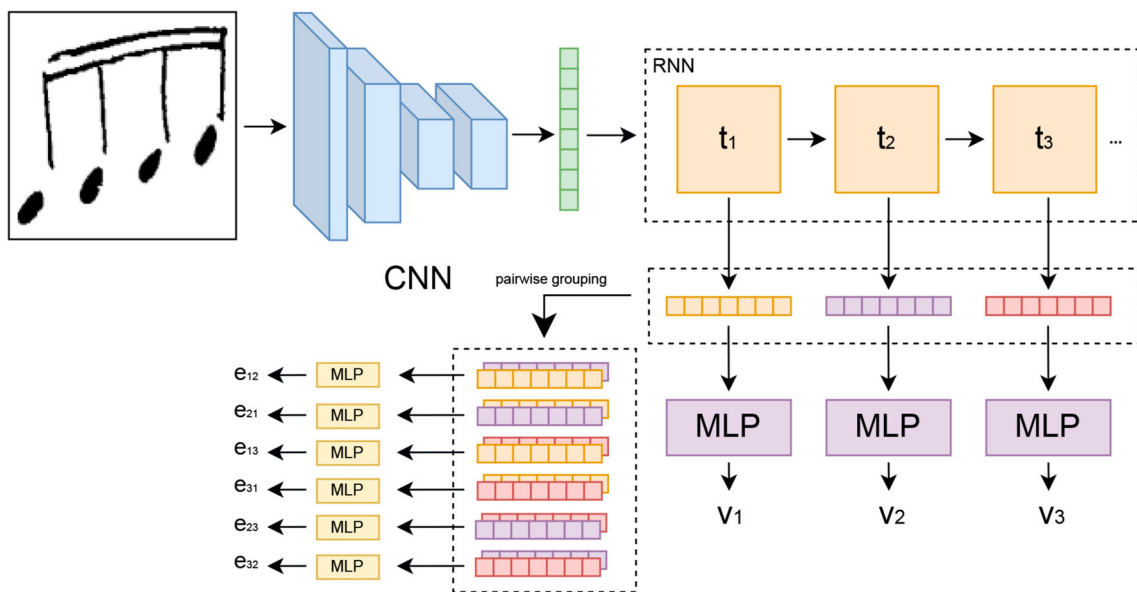 RNN
t1
t2
t3
...
CNN
pairwise grouping
MLP
MLP
MLP
v1
v2
v3
e12
MLP
e21
MLP
e13
MLP
e31
MLP
e23
MLP
e32
MLP